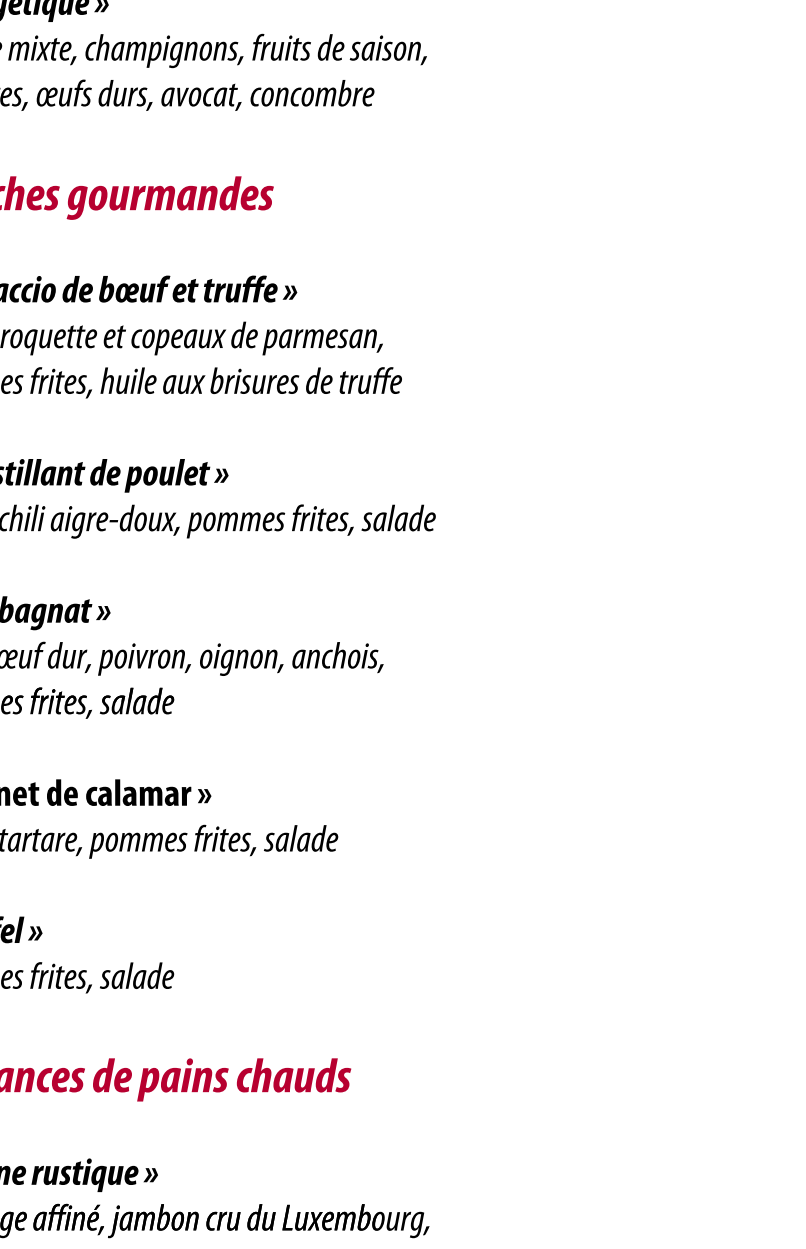 gétique »
mixte, champignons, fruits de saison,
es, œufs durs, avocat, concombre
ches gourmandes
accio de bœuf et truffe »
roquette et copeaux de parmesan,
es frites, huile aux brisures de truffe
stillant de poulet »
chili aigre-doux, pommes frites, salade
bagnat »
œuf dur, poivron, oignon, anchois,
es frites, salade
net de calamar »
tartare, pommes frites, salade
el »
es frites, salade
ances de pains chauds
ne rustique »
ge affiné, jambon cru du Luxembourg,